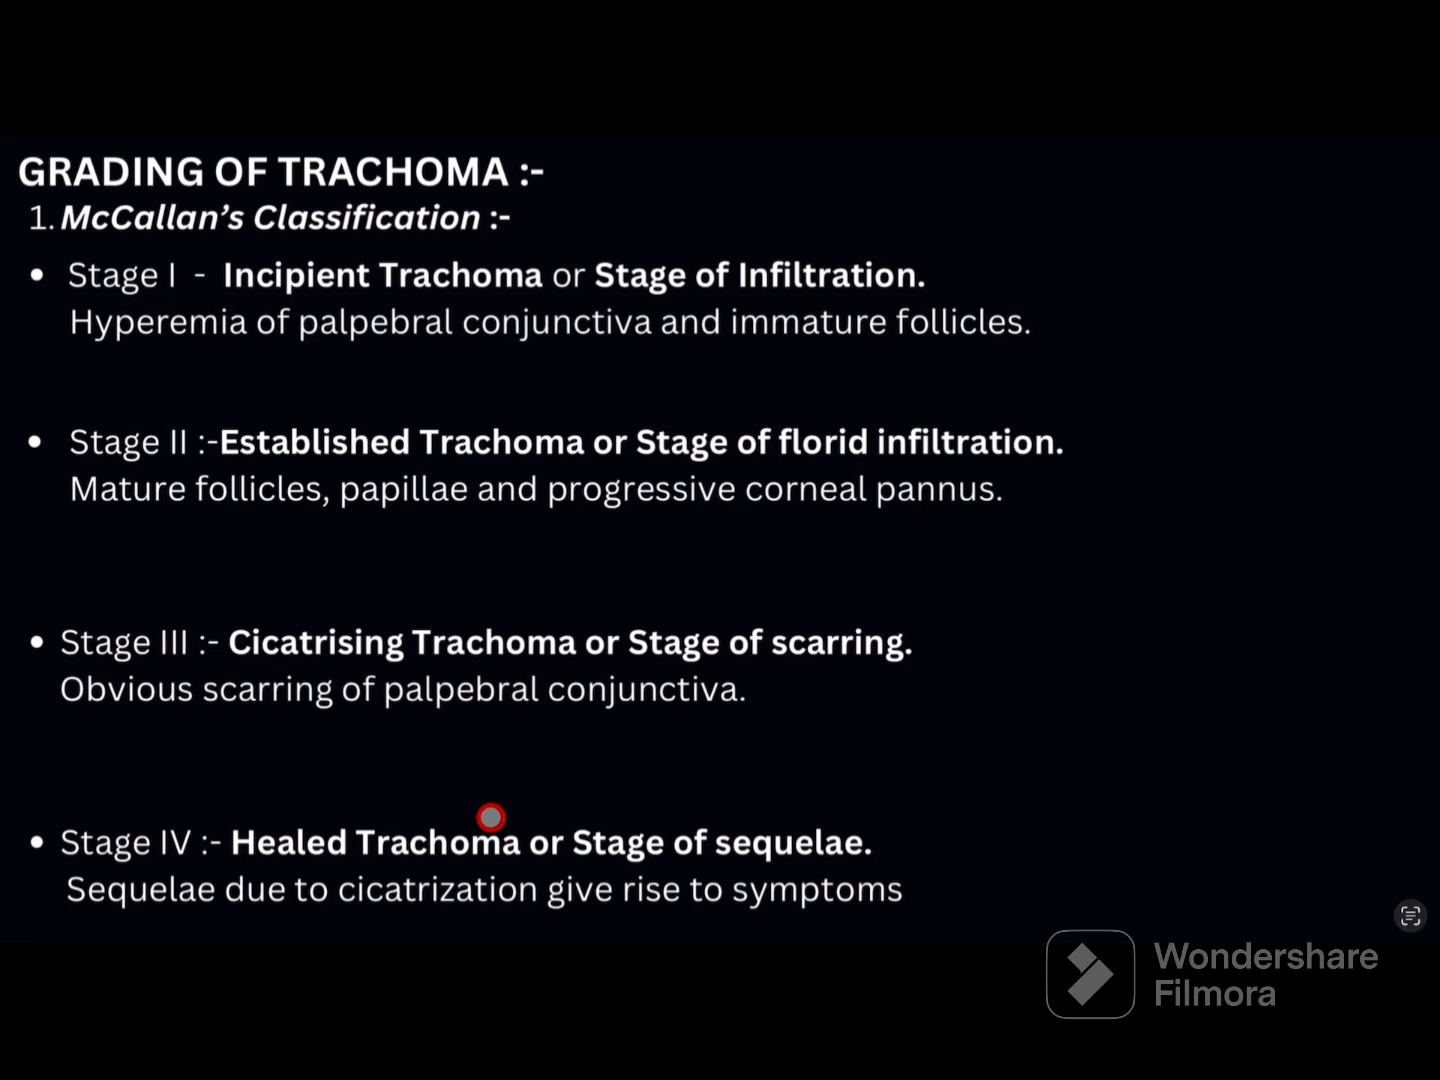 GRADING OF TRACHOMA :-
1. McCallan’s Classification :-
• Stage I - Incipient Trachoma or Stage of Infiltration.
Hyperemia of palpebral conjunctiva and immature follicles.
• Stage II :-Established Trachoma or Stage of florid infiltration.
Mature follicles, papillae and progressive corneal pannus.
• Stage III :- Cicatrising Trachoma or Stage of scarring.
Obvious scarring of palpebral conjunctiva.
• Stage IV :- Healed Trachoma or Stage of sequelae.
Sequelae due to cicatrization give rise to symptoms
Wondershare
Filmora